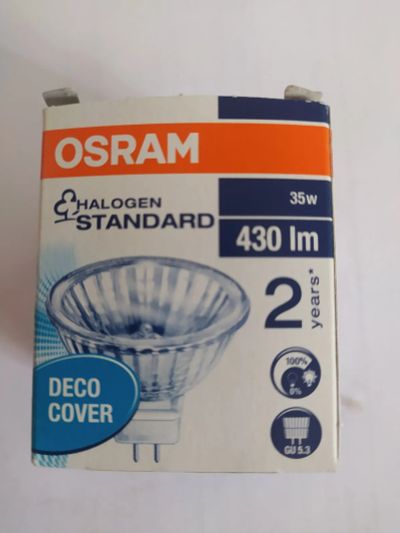 OSRAM
HALOGEN
STANDARD
35w
430 lm
2
years*
DECO
COVER
100%
0%
GU 5.3